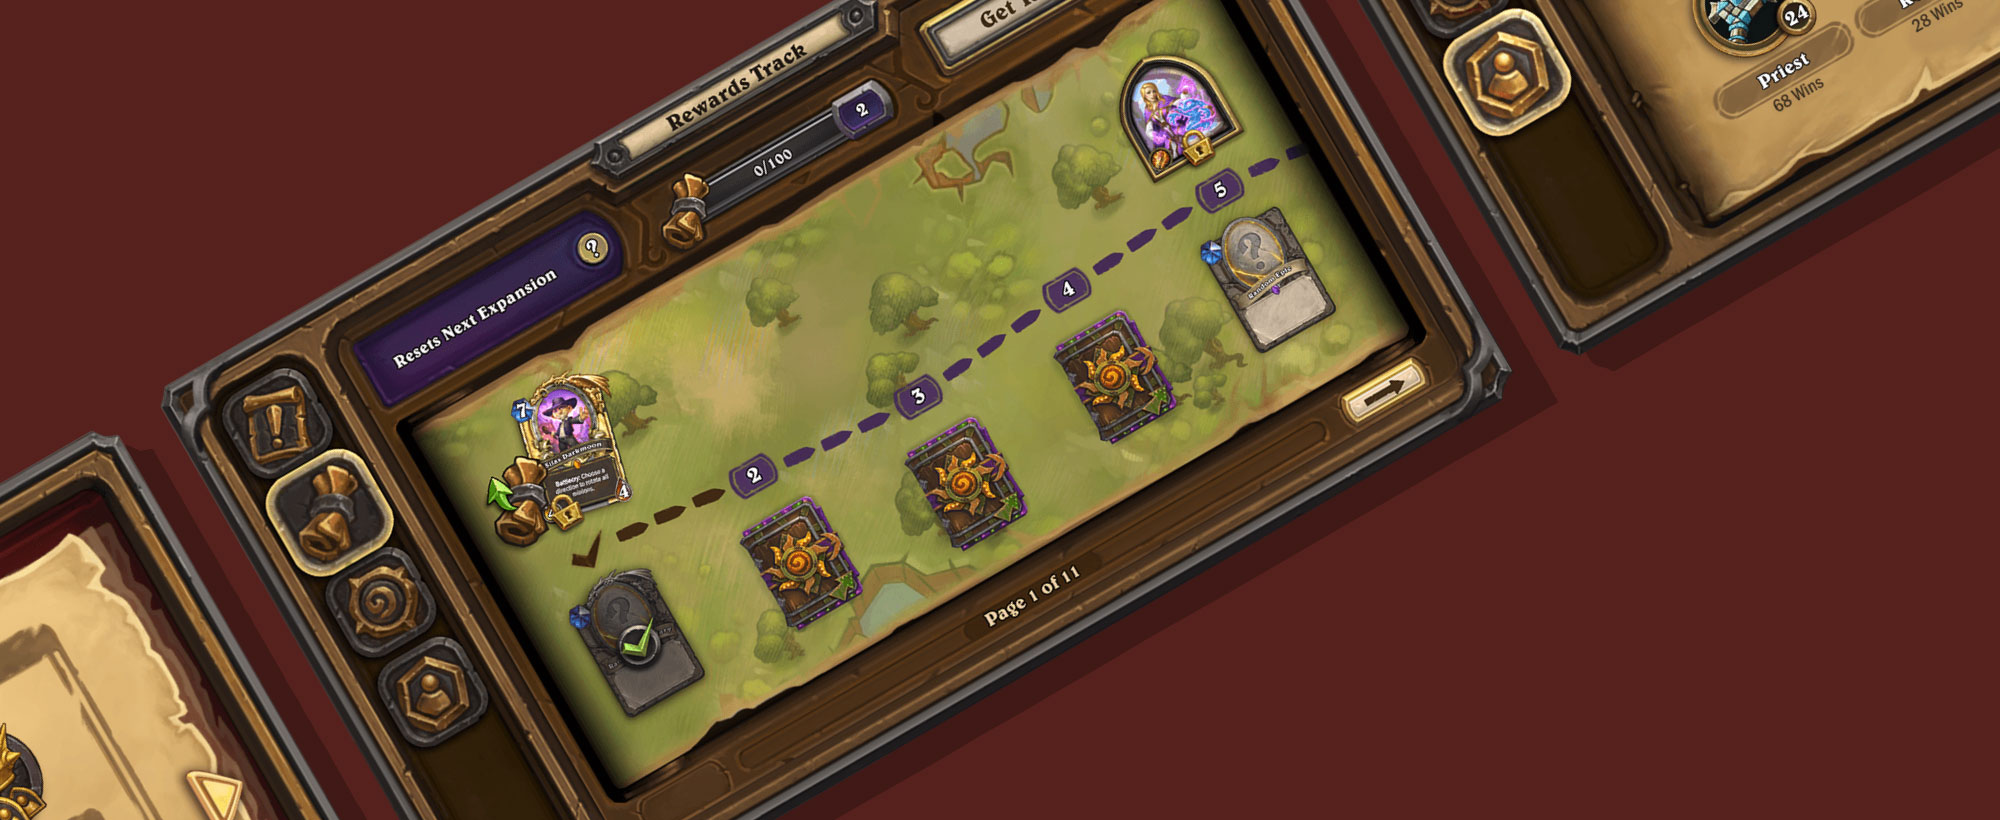 Rewards Track
Get
2
0/100
Resets Next Expansion
?
7
Silas Darkmoon
Battlecry: Choose a
direction to rotate all
minions.
4
2
3
4
5
?
Random Epic
?
Page 1 of 11
24
Priest
68 Wins
28 Wins